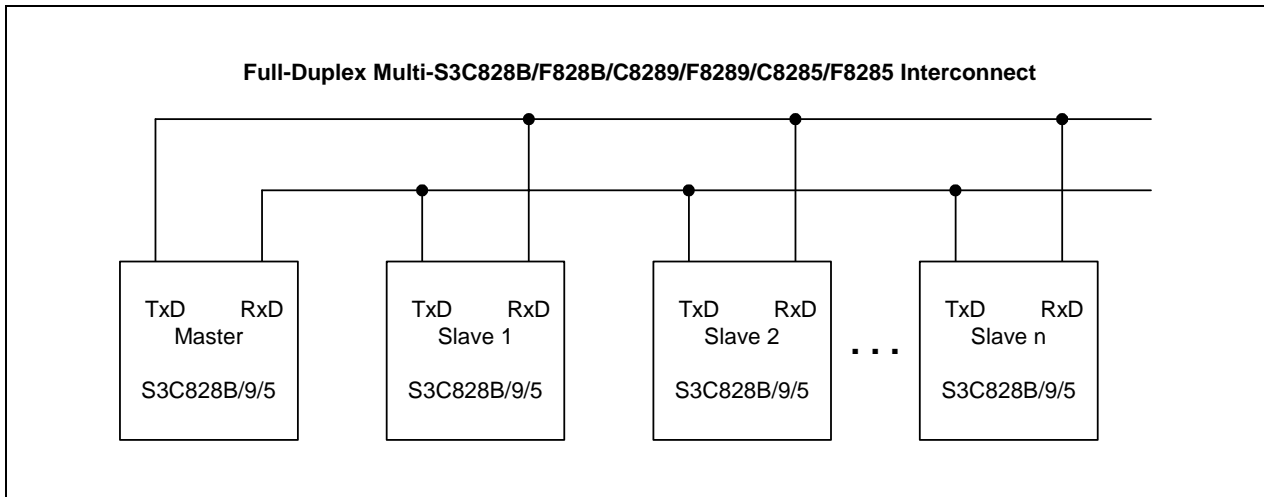 Full-Duplex Multi-S3C828B/F828B/C8289/F8289/C8285/F8285 Interconnect
TxD RxD
Master
S3C828B/9/5
TxD RxD
Slave 1
S3C828B/9/5
TxD RxD
Slave 2
S3C828B/9/5
. . .
TxD RxD
Slave n
S3C828B/9/5